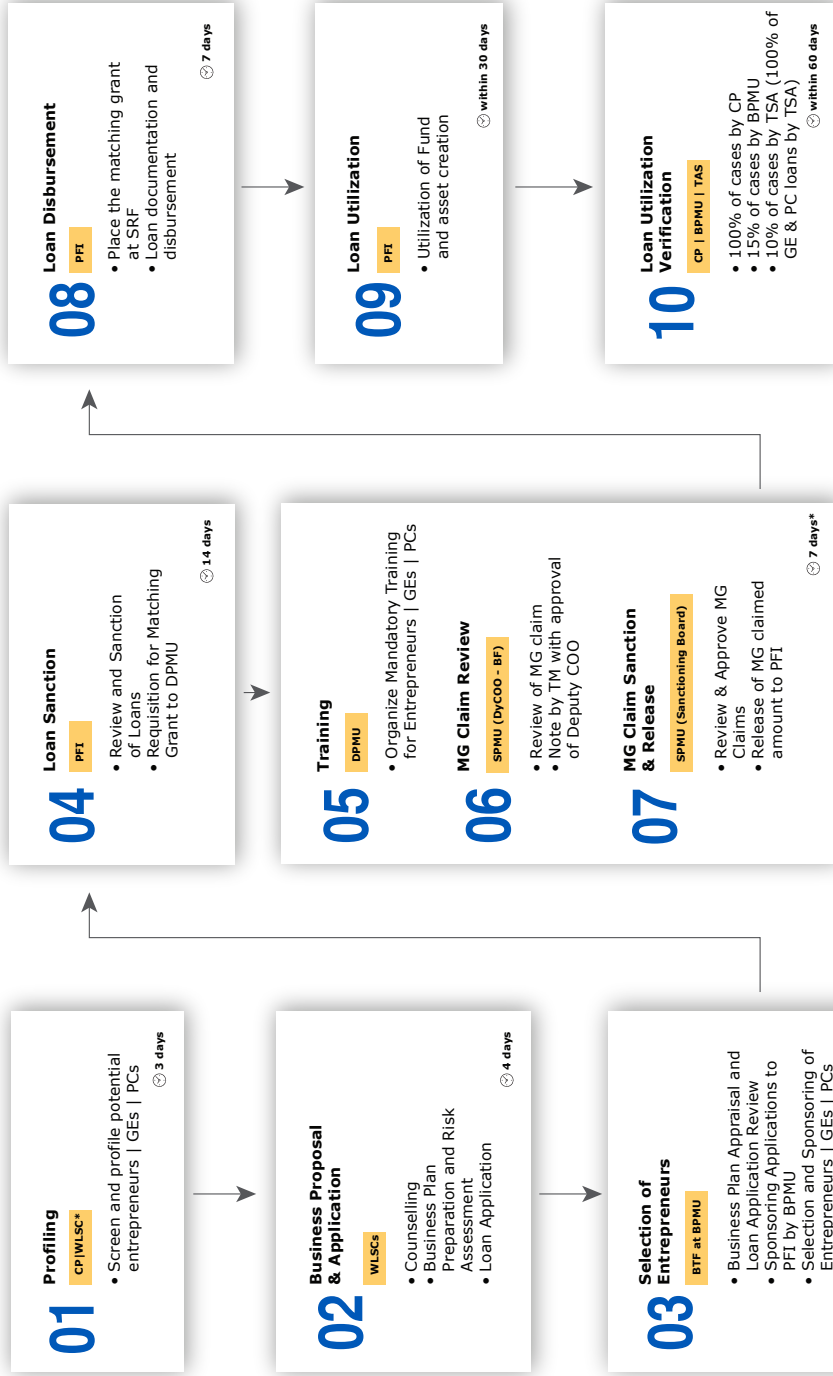 01
Profiling
CP|WLSC*
• Screen and profile potential
entrepreneurs | GEs | PCs
3 days
02
Business Proposal
& Application
WLSCs
• Counselling
• Business Plan
Preparation and Risk
Assessment
• Loan Application
4 days
03
Selection of
Entrepreneurs
BTF at BPMU
• Business Plan Appraisal and
Loan Application Review
• Sponsoring Applications to
PFI by BPMU
• Selection and Sponsoring of
Entrepreneurs | GEs | PCs
04
Loan Sanction
PFI
• Review and Sanction
of Loans
• Requisition for Matching
Grant to DPMU
14 days
05
Training
DPMU
• Organize Mandatory Training
for Entrepreneurs | GEs | PCs
06
MG Claim Review
SPMU (DyCOO - BF)
• Review of MG claim
• Note by TM with approval
of Deputy COO
07
MG Claim Sanction
& Release
SPMU (Sanctioning Board)
• Review & Approve MG
Claims
• Release of MG claimed
amount to PFI
7 days*
08
Loan Disbursement
PFI
• Place the matching grant
at SRF
• Loan documentation and
disbursement
7 days
09
Loan Utilization
PFI
• Utilization of Fund
and asset creation
within 30 days
10
Loan Utilization
Verification
CP | BPMU | TAS
• 100% of cases by CP
• 15% of cases by BPMU
• 10% of cases by TSA (100% of
GE & PC loans by TSA)
within 60 days